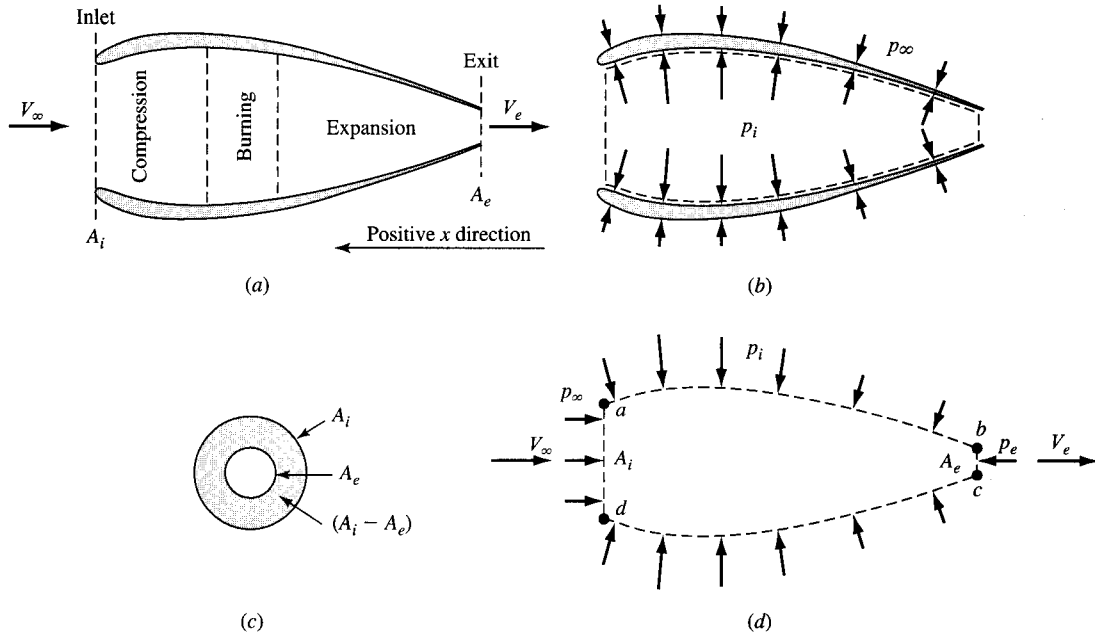 Inlet
Exit
V∞
Compression
Burning
Expansion
Ve
Ai
Ae
Positive x direction
(a)
p∞
pi
(b)
Ai
Ae
(Ai − Ae)
(c)
pi
p∞
a
b
V∞
Ai
Ae
pe
Ve
d
c
(d)